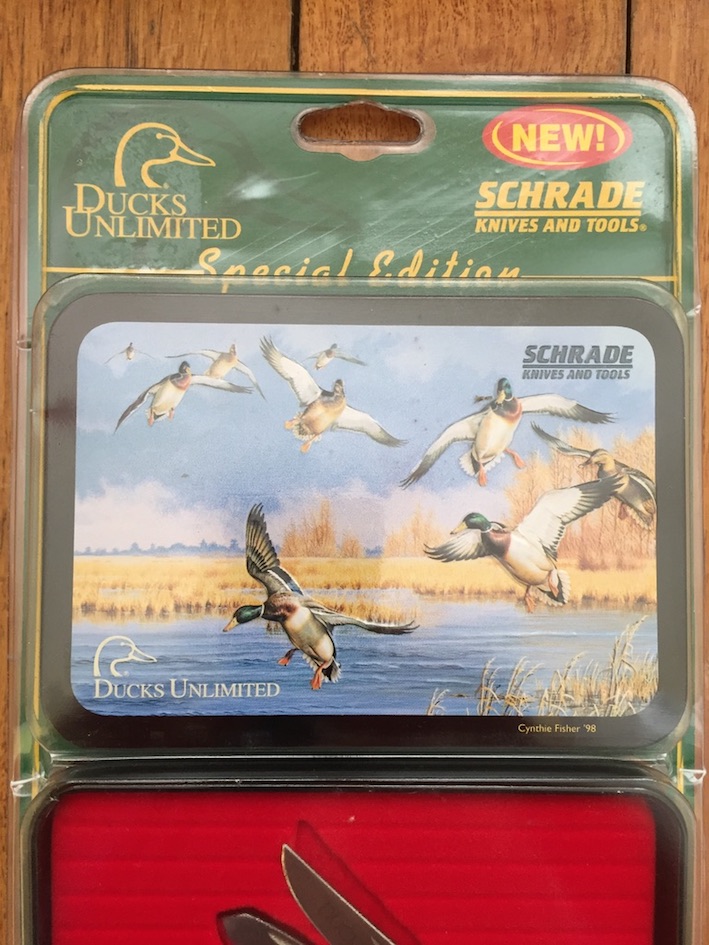 NEW!
DUCKS
UNLIMITED
SCHRADE
KNIVES AND TOOLS®
Special Edition
SCHRADE
KNIVES AND TOOLS
DUCKS UNLIMITED
Cynthie Fisher '98